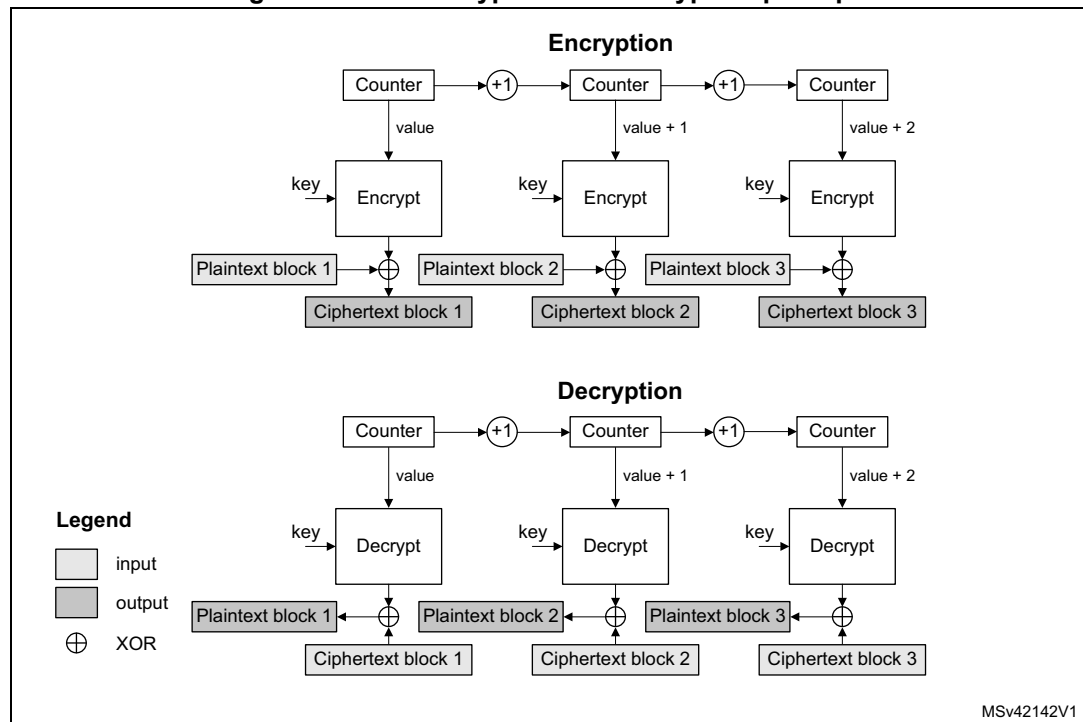 Encryption
Counter +1 Counter +1 Counter
value value + 1 value + 2
key Encrypt key Encrypt key Encrypt
Plaintext block 1 Plaintext block 2 Plaintext block 3
Ciphertext block 1 Ciphertext block 2 Ciphertext block 3
Decryption
Counter +1 Counter +1 Counter
value value + 1 value + 2
key Decrypt key Decrypt key Decrypt
Plaintext block 1 Plaintext block 2 Plaintext block 3
Ciphertext block 1 Ciphertext block 2 Ciphertext block 3
Legend
input
output
XOR
MSv42142V1